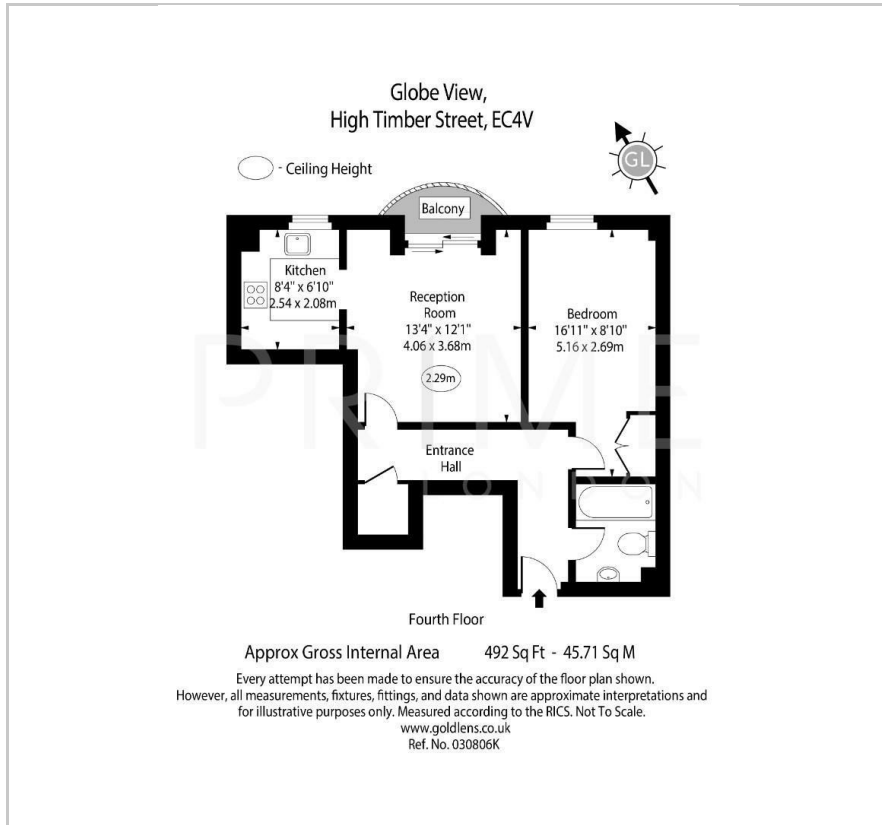 Globe View,
High Timber Street, EC4V
GL
- Ceiling Height
Balcony
Kitchen
8'4" x 6'10"
2.54 x 2.08m
Reception
Room
13'4" x 12'1"
4.06 x 3.68m
2.29m
Bedroom
16'11" x 8'10"
5.16 x 2.69m
PRIME
LONDON
Entrance
Hall
Fourth Floor
Approx Gross Internal Area 492 Sq Ft - 45.71 Sq M
Every attempt has been made to ensure the accuracy of the floor plan shown.
However, all measurements, fixtures, fittings, and data shown are approximate interpretations and
for illustrative purposes only. Measured according to the RICS. Not To Scale.
www.goldlens.co.uk
Ref. No. 030806K